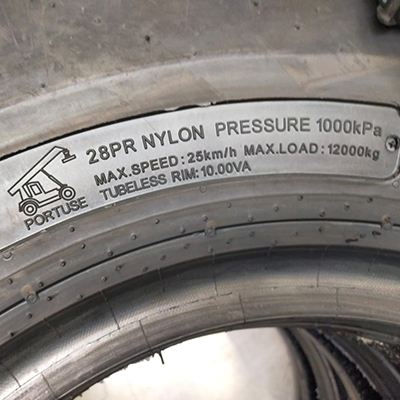 28PR NYLON PRESSURE 1000kPa
MAX.SPEED:25km/h MAX.LOAD:12000kg
TUBELESS RIM:10.00VA
PORTUSE